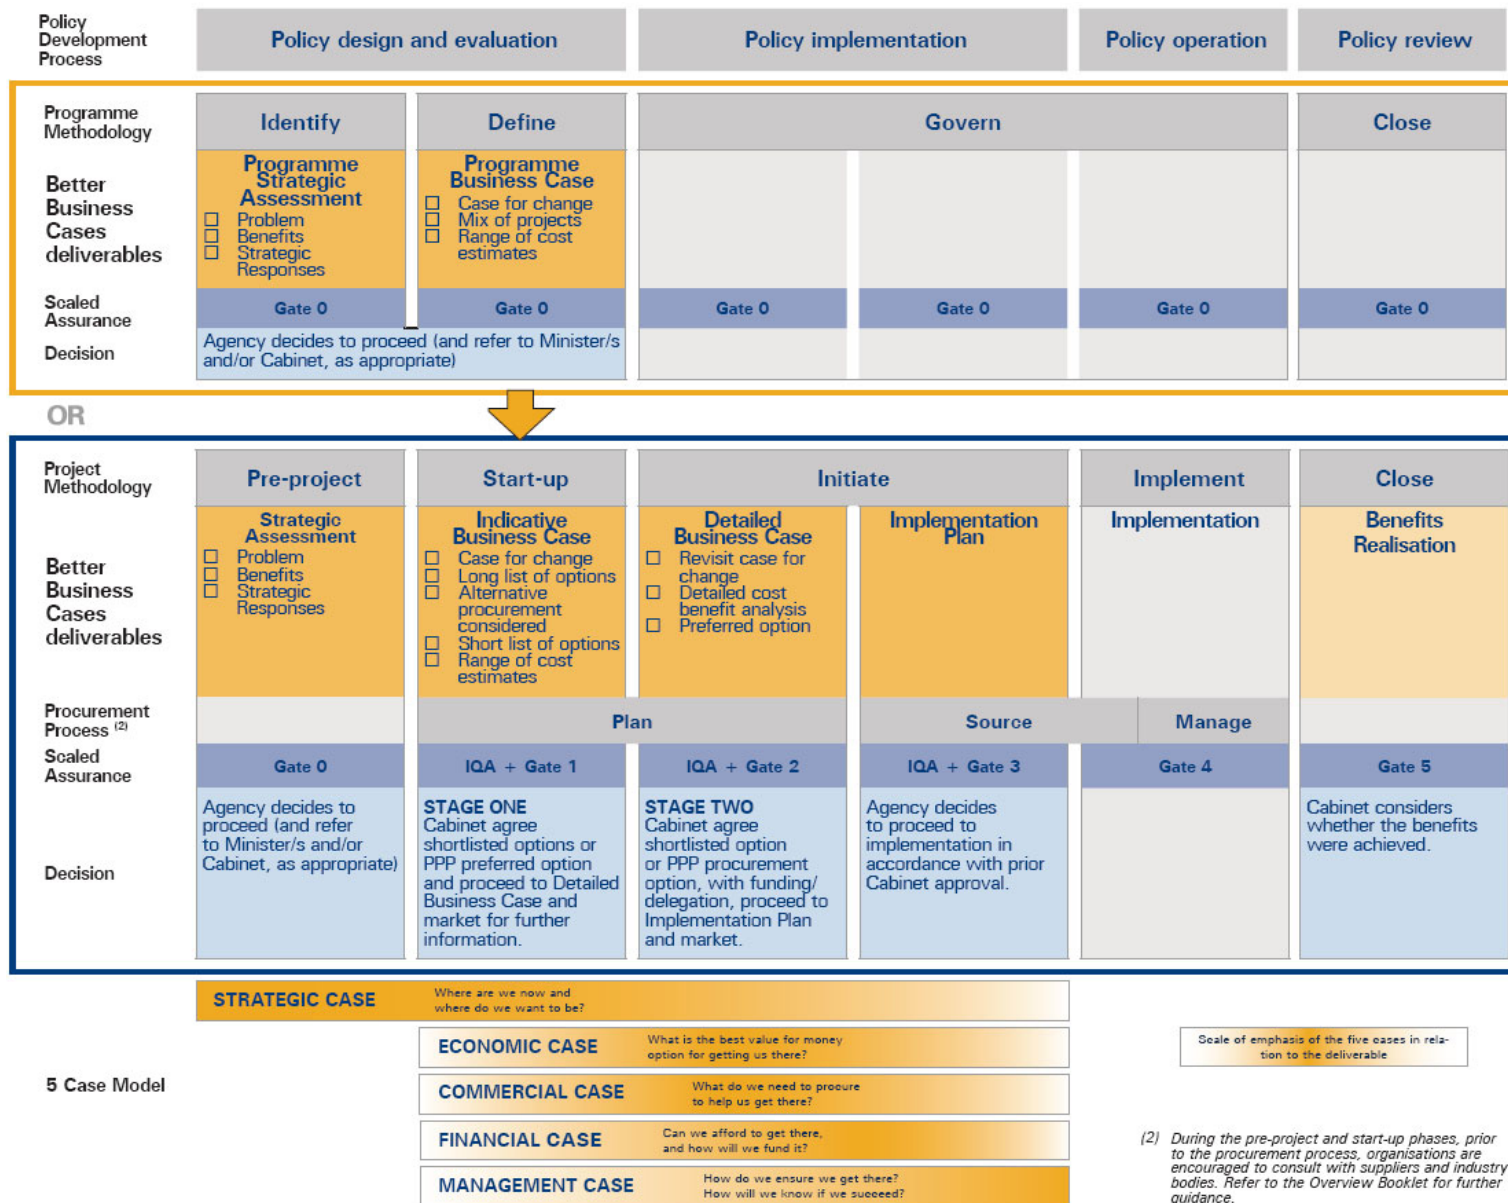 Policy
Development
Process
Policy design and evaluation
Policy implementation
Policy operation
Policy review
Programme
Methodology
Identify
Define
Govern
Close
Better
Business
Cases
deliverables
Programme
Strategic
Assessment
☐ Problem
☐ Benefits
☐ Strategic
Responses
Programme
Business Case
☐ Case for change
☐ Mix of projects
☐ Range of cost
estimates
Scaled
Assurance
Gate 0
Gate 0
Gate 0
Gate 0
Gate 0
Gate 0
Decision
Agency decides to proceed (and refer to Minister/s
and/or Cabinet, as appropriate)
OR
Project
Methodology
Pre-project
Start-up
Initiate
Implement
Close
Better
Business
Cases
deliverables
Strategic
Assessment
☐ Problem
☐ Benefits
☐ Strategic
Responses
Indicative
Business Case
☐ Case for change
☐ Long list of options
☐ Alternative
procurement
considered
☐ Short list of options
☐ Range of cost
estimates
Detailed
Business Case
☐ Revisit case for
change
☐ Detailed cost
benefit analysis
☐ Preferred option
Implementation
Plan
Implementation
Benefits
Realisation
Procurement
Process (2)
Plan
Source
Manage
Scaled
Assurance
Gate 0
IQA + Gate 1
IQA + Gate 2
IQA + Gate 3
Gate 4
Gate 5
Decision
Agency decides to
proceed (and refer
to Minister/s and/or
Cabinet, as appropriate)
STAGE ONE
Cabinet agree
shortlisted options or
PPP preferred option
and proceed to Detailed
Business Case and
market for further
information.
STAGE TWO
Cabinet agree
shortlisted option
or PPP procurement
option, with funding/
delegation, proceed to
Implementation Plan
and market.
Agency decides
to proceed to
implementation in
accordance with prior
Cabinet approval.
Cabinet considers
whether the benefits
were achieved.
5 Case Model
STRATEGIC CASE
Where are we now and
where do we want to be?
ECONOMIC CASE
What is the best value for money
option for getting us there?
COMMERCIAL CASE
What do we need to procure
to help us get there?
FINANCIAL CASE
Can we afford to get there,
and how will we fund it?
MANAGEMENT CASE
How do we ensure we get there?
How will we know if we succeed?
Scale of emphasis of the five cases in rela-
tion to the deliverable
(2) During the pre-project and start-up phases, prior
to the procurement process, organisations are
encouraged to consult with suppliers and industry
bodies. Refer to the Overview Booklet for further
guidance.